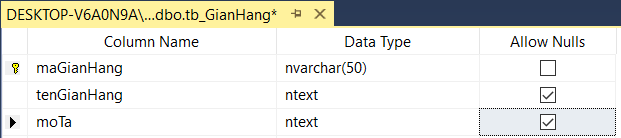 DESKTOP-V6A0N9A\...dbo.tb_GianHang*
Column Name Data Type Allow Nulls
maGianHang nvarchar(50)
tenGianHang ntext
moTa ntext